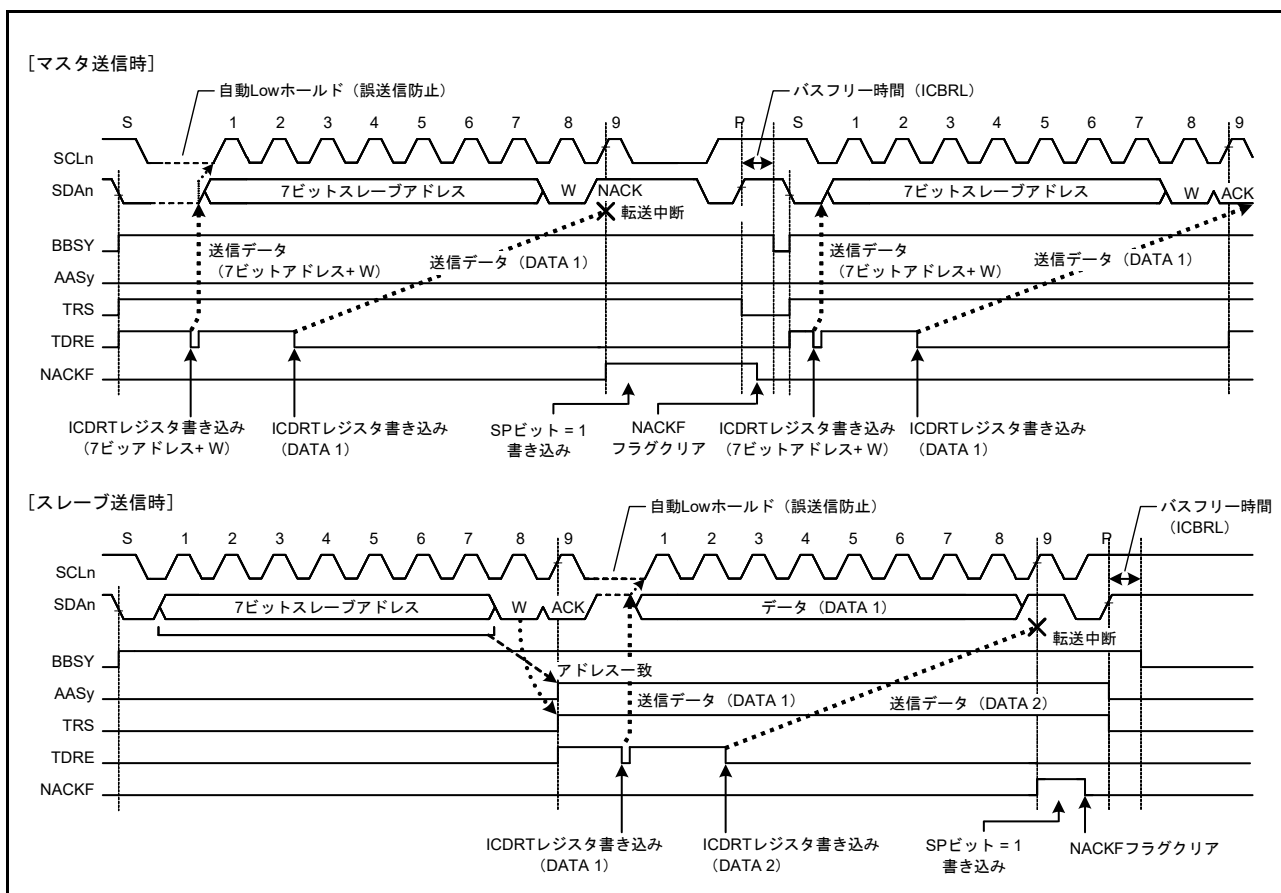 [マスタ送信時]
自動Lowホールド（誤送信防止）
バスフリー時間（ICBRL）
S 1 2 3 4 5 6 7 8 9 P S 1 2 3 4 5 6 7 8 9
SCLn
SDAn 7ビットスレーブアドレス W NACK 7ビットスレーブアドレス W ACK
転送中断
BBSY
送信データ
（7ビットアドレス+ W）
送信データ（DATA 1）
送信データ
（7ビットアドレス+ W）
送信データ（DATA 1）
AASy
TRS
TDRE
NACKF
ICDRTレジスタ書き込み
（7ビアドレス+ W）
ICDRTレジスタ書き込み
（DATA 1）
SPビット = 1
書き込み
NACKF
フラグクリア
ICDRTレジスタ書き込み
（7ビットアドレス+ W）
ICDRTレジスタ書き込み
（DATA 1）
[スレーブ送信時]
自動Lowホールド（誤送信防止）
バスフリー時間
（ICBRL）
S 1 2 3 4 5 6 7 8 9 1 2 3 4 5 6 7 8 9 P
SCLn
SDAn 7ビットスレーブアドレス W ACK データ（DATA 1）
転送中断
BBSY
アドレス一致
AASy
送信データ（DATA 1） 送信データ（DATA 2）
TRS
TDRE
NACKF
ICDRTレジスタ書き込み
（DATA 1）
ICDRTレジスタ書き込み
（DATA 2）
SPビット = 1
書き込み
NACKFフラグクリア